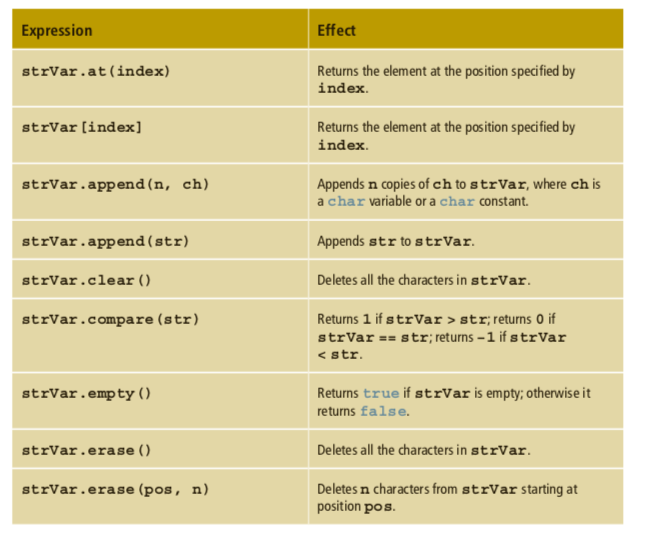 Expression Effect
strVar.at(index) Returns the element at the position specified by
index.
strVar[index] Returns the element at the position specified by
index.
strVar.append(n, ch) Appends n copies of ch to strVar, where ch is
a char variable or a char constant.
strVar.append(str) Appends str to strVar.
strVar.clear() Deletes all the characters in strVar.
strVar.compare(str) Returns 1 if strVar > str; returns 0 if
strVar == str; returns –1 if strVar
< str.
strVar.empty() Returns true if strVar is empty; otherwise it
returns false.
strVar.erase() Deletes all the characters in strVar.
strVar.erase(pos, n) Deletes n characters from strVar starting at
position pos.